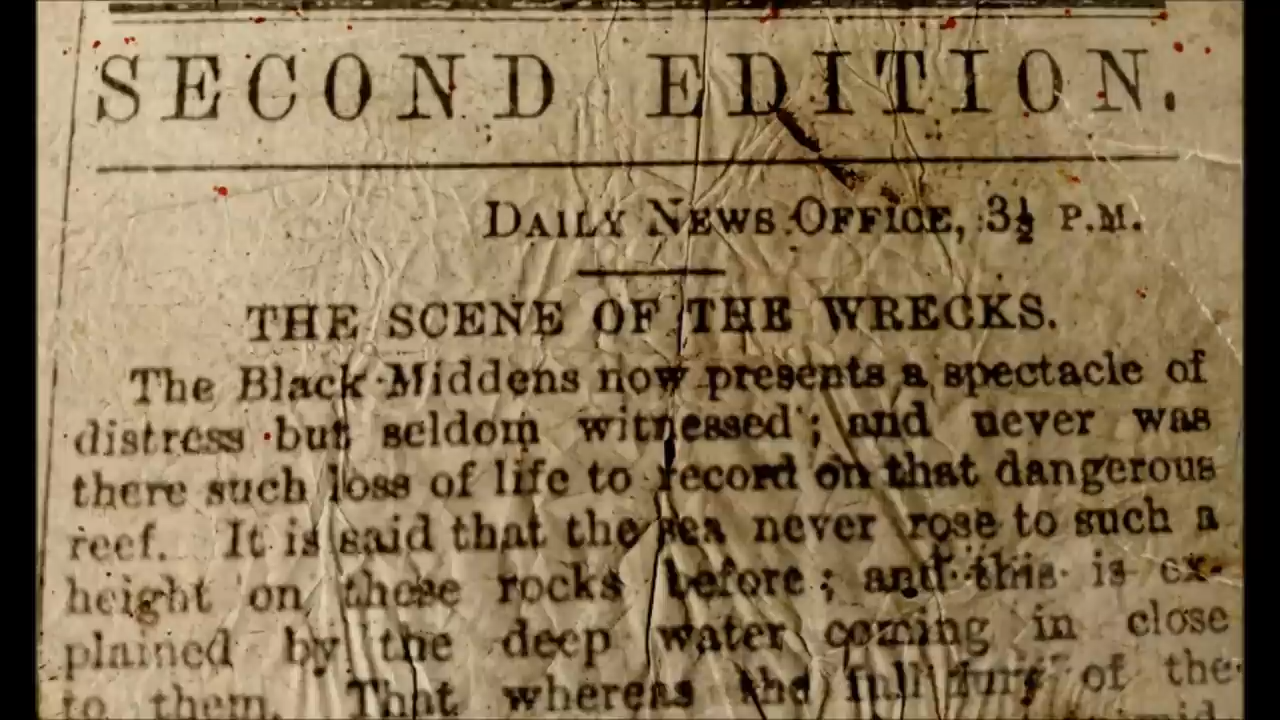 SECOND EDITION.
DAILY NEWS OFFICE, 3½ P.M.
THE SCENE OF THE WRECKS.
The Black Middens now presents a spectacle of
distress but seldom witnessed; and never was
there such loss of life to record on that dangerous
reef. It is said that the sea never rose to such a
height on those rocks before; and this is ex-
plained by the deep water coming in close
to them. That whereas the full fury of the